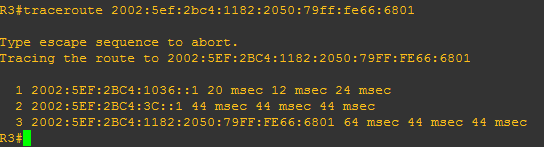 R3#traceroute 2002:5ef:2bc4:1182:2050:79ff:fe66:6801
Type escape sequence to abort.
Tracing the route to 2002:5EF:2BC4:1182:2050:79FF:FE66:6801
1 2002:5EF:2BC4:1036::1 20 msec 12 msec 24 msec
2 2002:5EF:2BC4:3C::1 44 msec 44 msec 44 msec
3 2002:5EF:2BC4:1182:2050:79FF:FE66:6801 64 msec 44 msec 44 msec
R3#